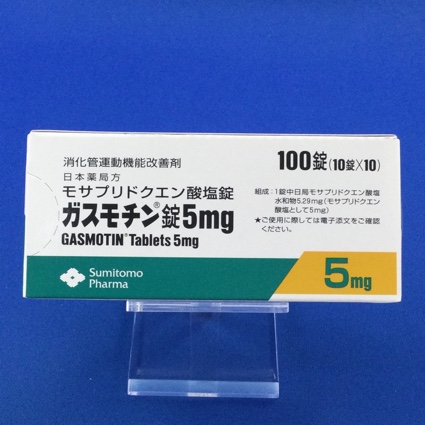 消化管運動機能改善剤
日本薬局方
モサプリドクエン酸塩錠
ガスモチン®錠5mg
GASMOTIN® Tablets 5mg
100錠(10錠×10)
組成:1錠中日局モサプリドクエン酸塩
水和物5.29mg(モサプリドクエン
酸塩として5mg)
★ご使用に際しては電子添文をご確認
ください。
Sumitomo
Pharma
5mg